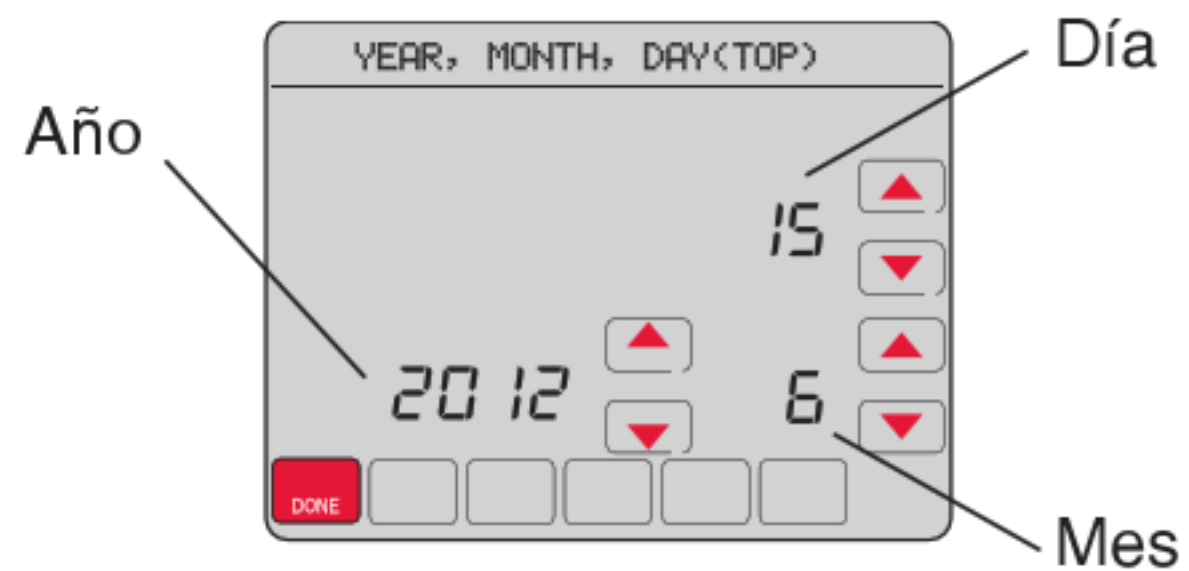 YEAR, MONTH, DAY(TOP)
Día
Año
15
2012
6
DONE
Mes